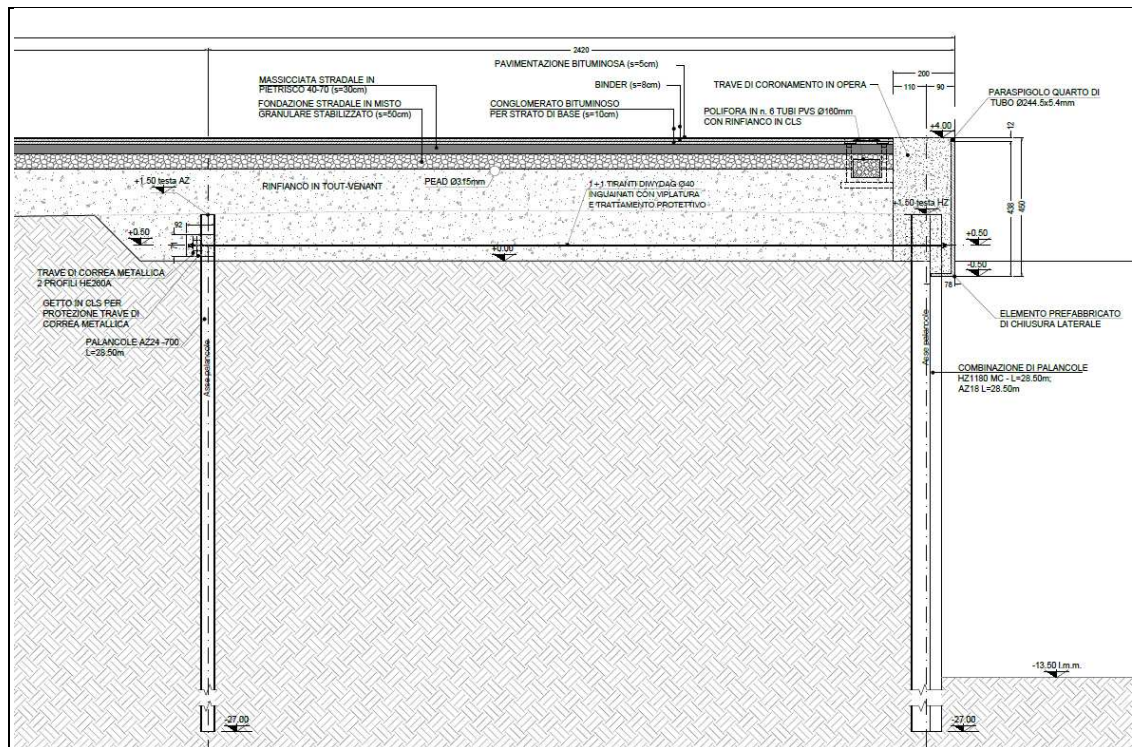 2420
PAVIMENTAZIONE BITUMINOSA (s=5cm)
200
MASSICCIATA STRADALE IN
PIETRISCO 40-70 (s=30cm)
BINDER (s=8cm)
TRAVE DI CORONAMENTO IN OPERA
110
90
PARASPIGOLO QUARTO DI
TUBO Ø244.5x5.4mm
FONDAZIONE STRADALE IN MISTO
GRANULARE STABILIZZATO (s=50cm)
CONGLOMERATO BITUMINOSO
PER STRATO DI BASE (s=10cm)
POLIFORA IN n. 6 TUBI PVS Ø160mm
CON RINFIANCO IN CLS
+4.00
12
+1.50 testa AZ
RINFIANCO IN TOUT-VENANT
PEAD Ø315mm
1+1 TIRANTI DIWYDAG Ø40
INGUAINATI CON VIPLATURA
E TRATTAMENTO PROTETTIVO
+1.50 testa HZ
438
450
92
+0.50
71
+0.00
+0.50
-0.50
78
TRAVE DI CORREA METALLICA
2 PROFILI HE260A
GETTO IN CLS PER
PROTEZIONE TRAVE DI
CORREA METALLICA
PALANCOLE AZ24 -700
L=28.50m
Asse palancole
Asse palancole
ELEMENTO PREFABBRICATO
DI CHIUSURA LATERALE
COMBINAZIONE DI PALANCOLE
HZ1180 MC - L=28.50m;
AZ18 L=28.50m
-13.50 l.m.m.
-27.00
-27.00